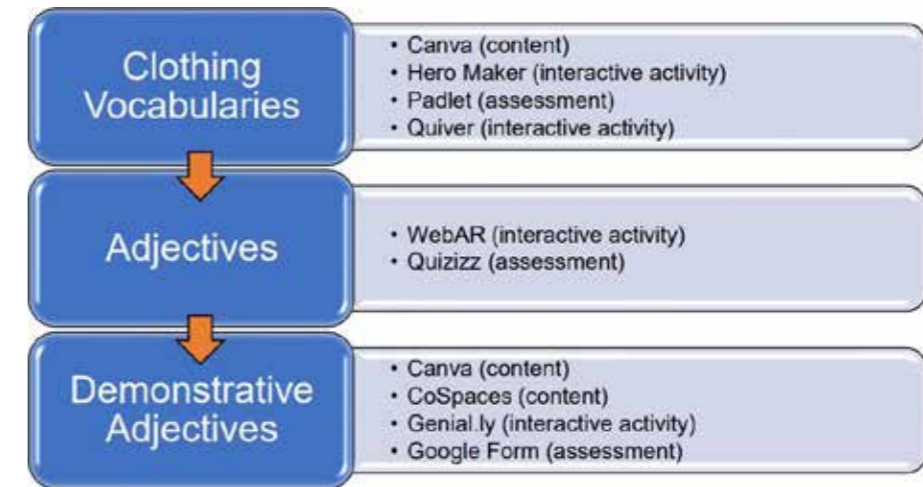 Clothing
Vocabularies
• Canva (content)
• Hero Maker (interactive activity)
• Padlet (assessment)
• Quiver (interactive activity)
Adjectives
• WebAR (interactive activity)
• Quizizz (assessment)
Demonstrative
Adjectives
• Canva (content)
• CoSpaces (content)
• Genial.ly (interactive activity)
• Google Form (assessment)